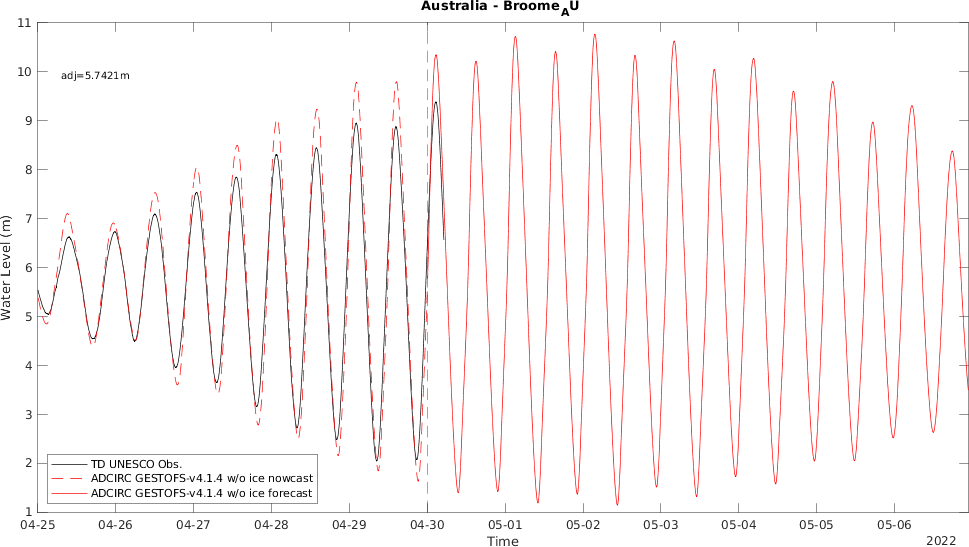 Australia - Broome_AU
11
10
9
8
7
6
5
4
3
2
1
Water Level (m)
adj=5.7421m
TD UNESCO Obs.
ADCIRC GESTOFS-v4.1.4 w/o ice nowcast
ADCIRC GESTOFS-v4.1.4 w/o ice forecast
04-25 04-26 04-27 04-28 04-29 04-30 05-01 05-02 05-03 05-04 05-05 05-06
Time
2022